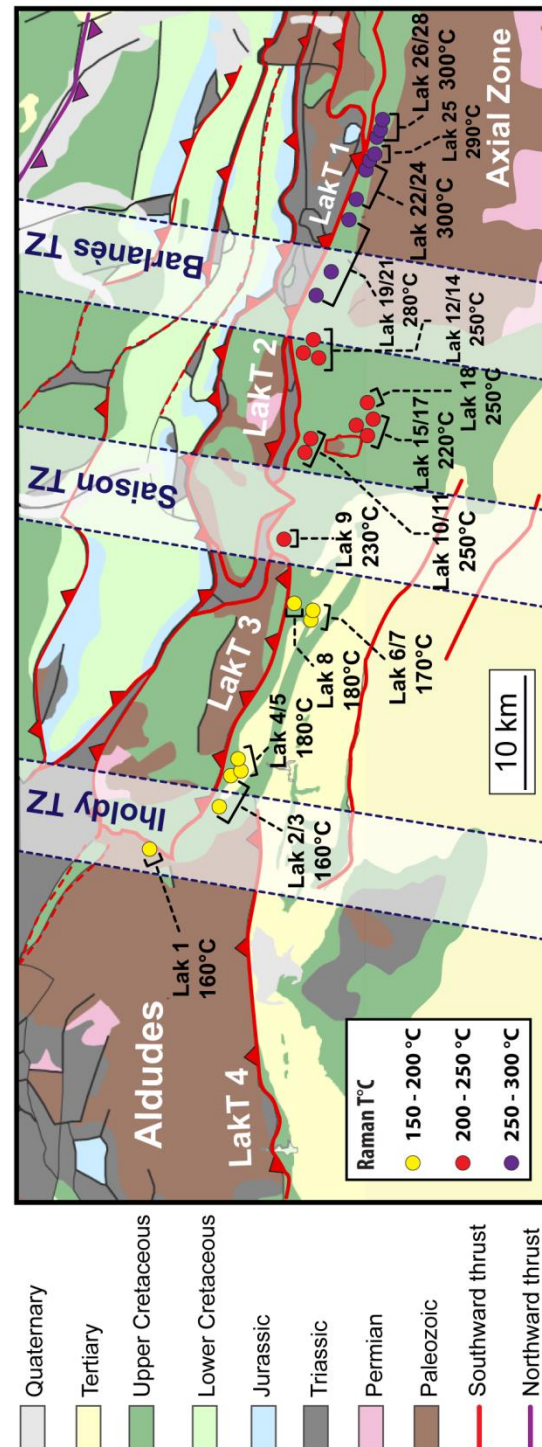 Quaternary
Tertiary
Upper Cretaceous
Lower Cretaceous
Jurassic
Triassic
Permian
Paleozoic
Southward thrust
Northward thrust
Iholdy TZ
Saison TZ
Barlanès TZ
Aldudes
LakT 4
LakT 3
LakT 2
LakT 1
Axial Zone
Lak 1
160°C
Lak 2/3
160°C
Lak 4/5
180°C
Lak 8
180°C
Lak 6/7
170°C
Lak 9
230°C
Lak 10/11
250°C
Lak 15/17
220°C
Lak 18
250°C
Lak 12/14
250°C
Lak 19/21
280°C
Lak 22/24
300°C
Lak 25
290°C
Lak 26/28
300°C
Raman T°C
150 - 200 °C
200 - 250 °C
250 - 300 °C
10 km